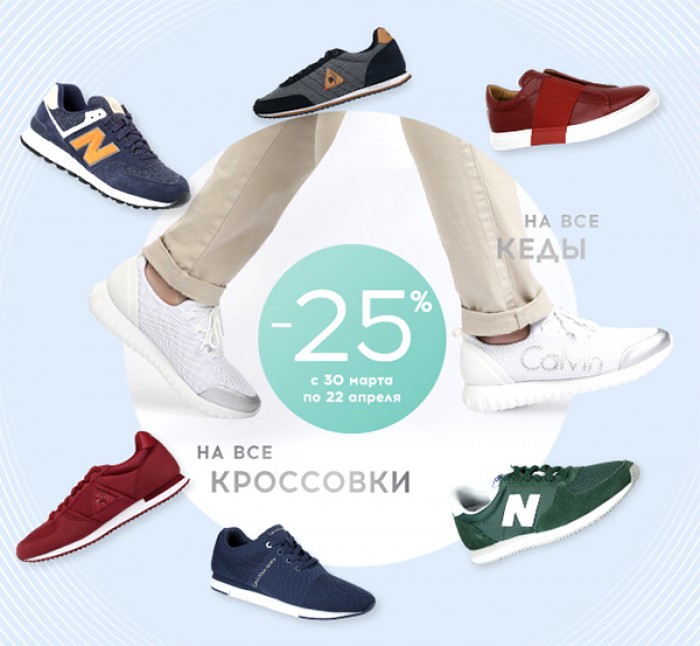 НА ВСЕ
КЕДЫ
-25%
с 30 марта
по 22 апреля
Calvin
НА ВСЕ
КРОССОВКИ
N
N